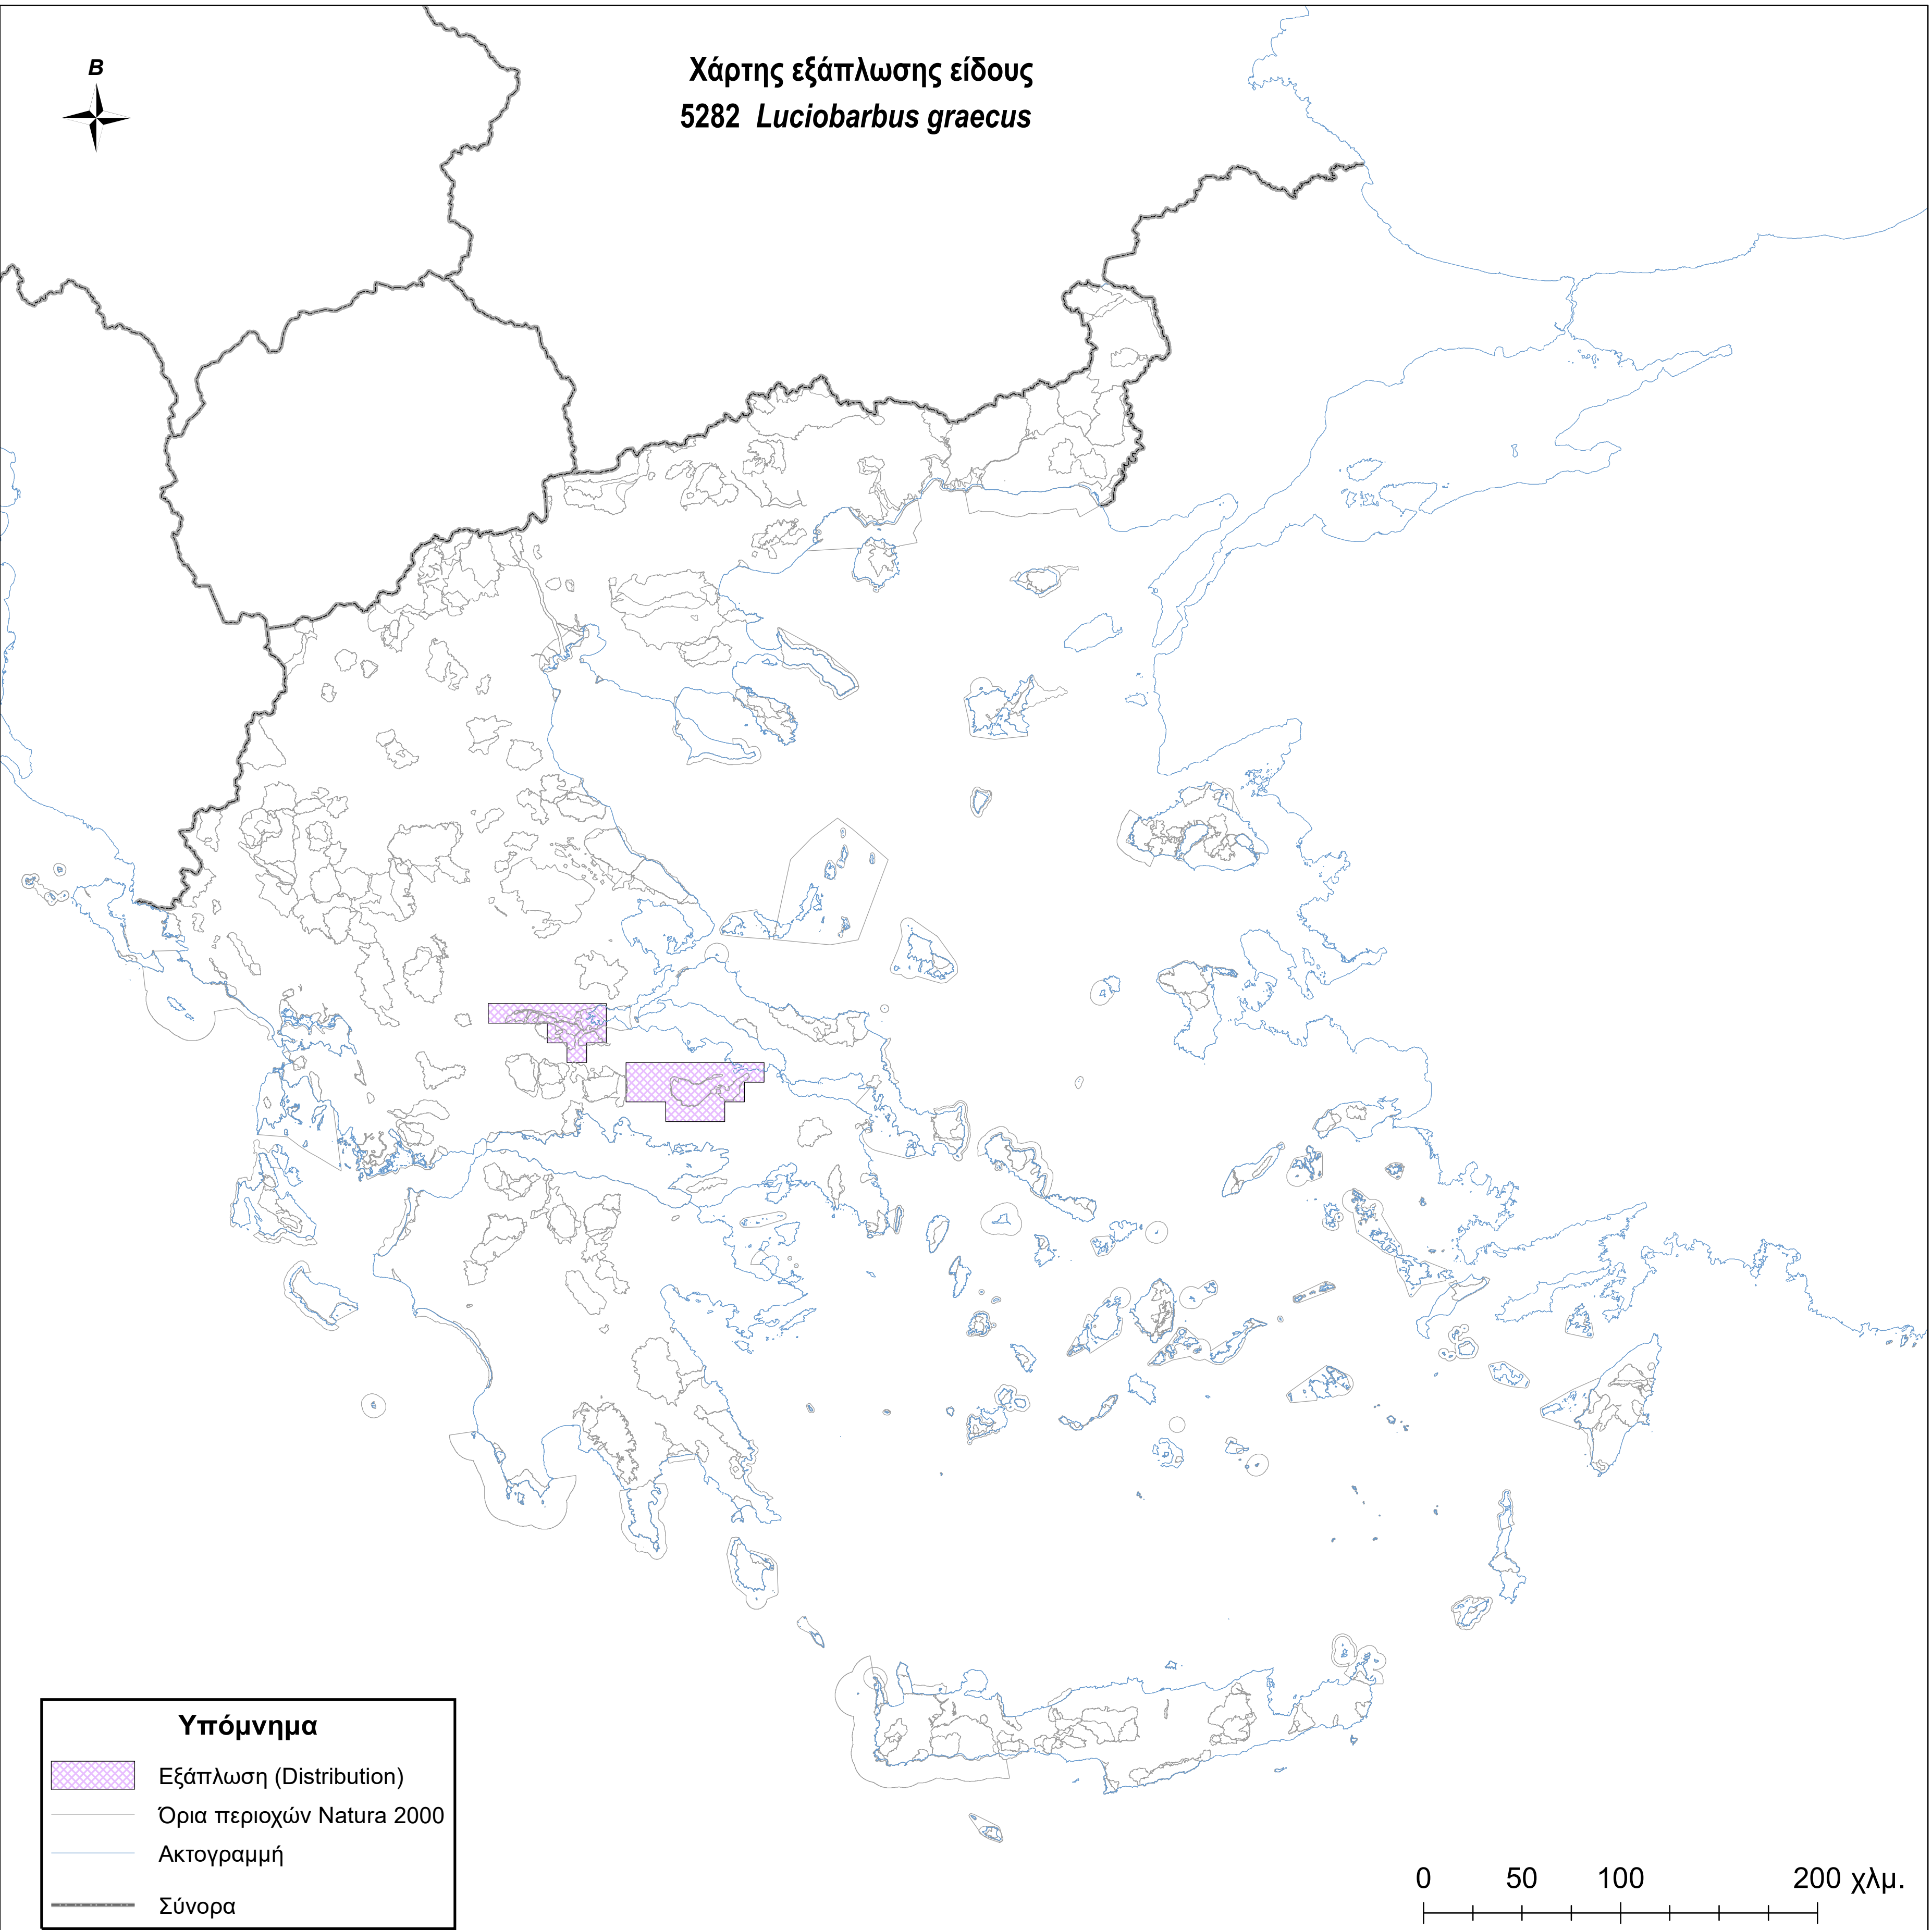 Χάρτης εξάπλωσης είδους
5282 Luciobarbus graecus
Β
Υπόμνημα
Εξάπλωση (Distribution)
Όρια περιοχών Natura 2000
Ακτογραμμή
Σύνορα
0 50 100 200 χλμ.